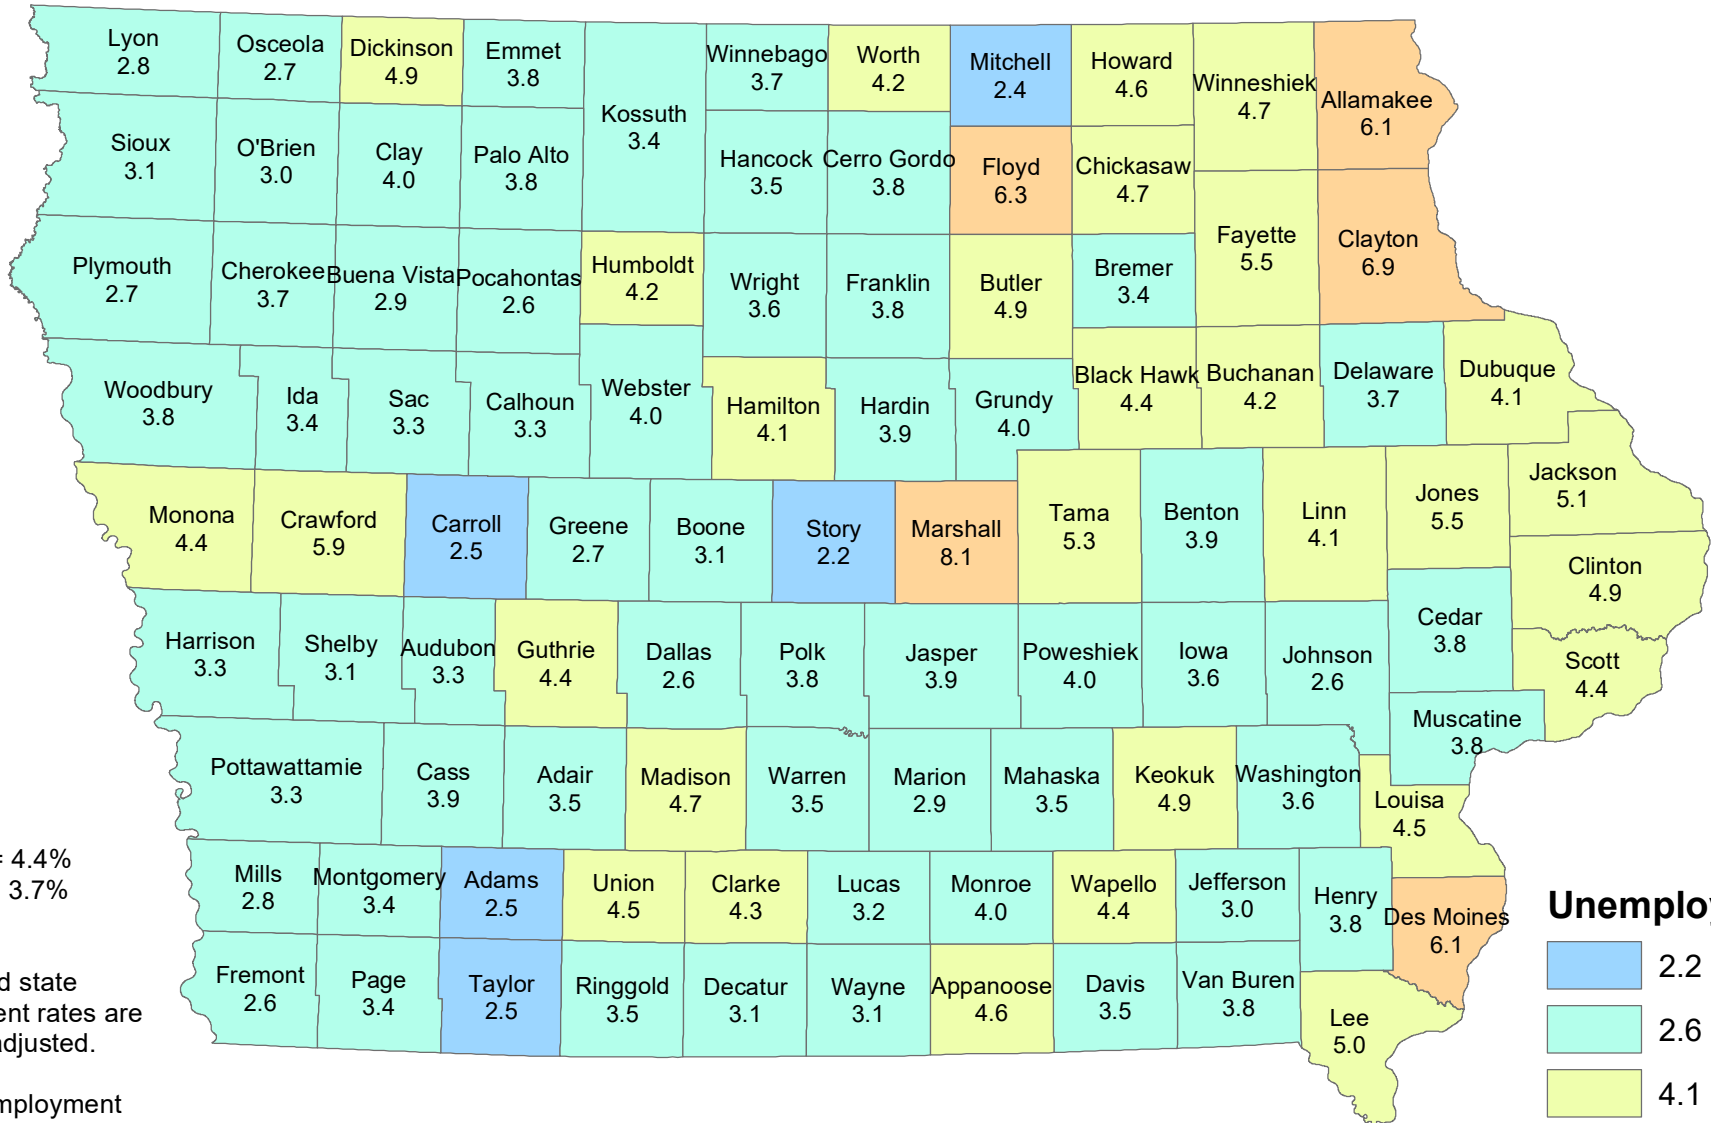 Lyon
2.8
Osceola
2.7
Dickinson
4.9
Emmet
3.8
Kossuth
3.4
Winnebago
3.7
Worth
4.2
Mitchell
2.4
Howard
4.6
Winneshiek
4.7
Allamakee
6.1
Sioux
3.1
O'Brien
3.0
Clay
4.0
Palo Alto
3.8
Hancock
3.5
Cerro Gordo
3.8
Floyd
6.3
Chickasaw
4.7
Fayette
5.5
Clayton
6.9
Plymouth
2.7
Cherokee
3.7
Buena Vista
2.9
Pocahontas
2.6
Humboldt
4.2
Wright
3.6
Franklin
3.8
Butler
4.9
Bremer
3.4
Woodbury
3.8
Ida
3.4
Sac
3.3
Calhoun
3.3
Webster
4.0
Hamilton
4.1
Hardin
3.9
Grundy
4.0
Black Hawk
4.4
Buchanan
4.2
Delaware
3.7
Dubuque
4.1
Monona
4.4
Crawford
5.9
Carroll
2.5
Greene
2.7
Boone
3.1
Story
2.2
Marshall
8.1
Tama
5.3
Benton
3.9
Linn
4.1
Jones
5.5
Jackson
5.1
Clinton
4.9
Harrison
3.3
Shelby
3.1
Audubon
3.3
Guthrie
4.4
Dallas
2.6
Polk
3.8
Jasper
3.9
Poweshiek
4.0
Iowa
3.6
Johnson
2.6
Cedar
3.8
Scott
4.4
Muscatine
3.8
Pottawattamie
3.3
Cass
3.9
Adair
3.5
Madison
4.7
Warren
3.5
Marion
2.9
Mahaska
3.5
Keokuk
4.9
Washington
3.6
Louisa
4.5
Mills
2.8
Montgomery
3.4
Adams
2.5
Union
4.5
Clarke
4.3
Lucas
3.2
Monroe
4.0
Wapello
4.4
Jefferson
3.0
Henry
3.8
Des Moines
6.1
Fremont
2.6
Page
3.4
Taylor
2.5
Ringgold
3.5
Decatur
3.1
Wayne
3.1
Appanoose
4.6
Davis
3.5
Van Buren
3.8
Lee
5.0
= 4.4%
3.7%
state
rates are
Unemploy
2.2
2.6
4.1